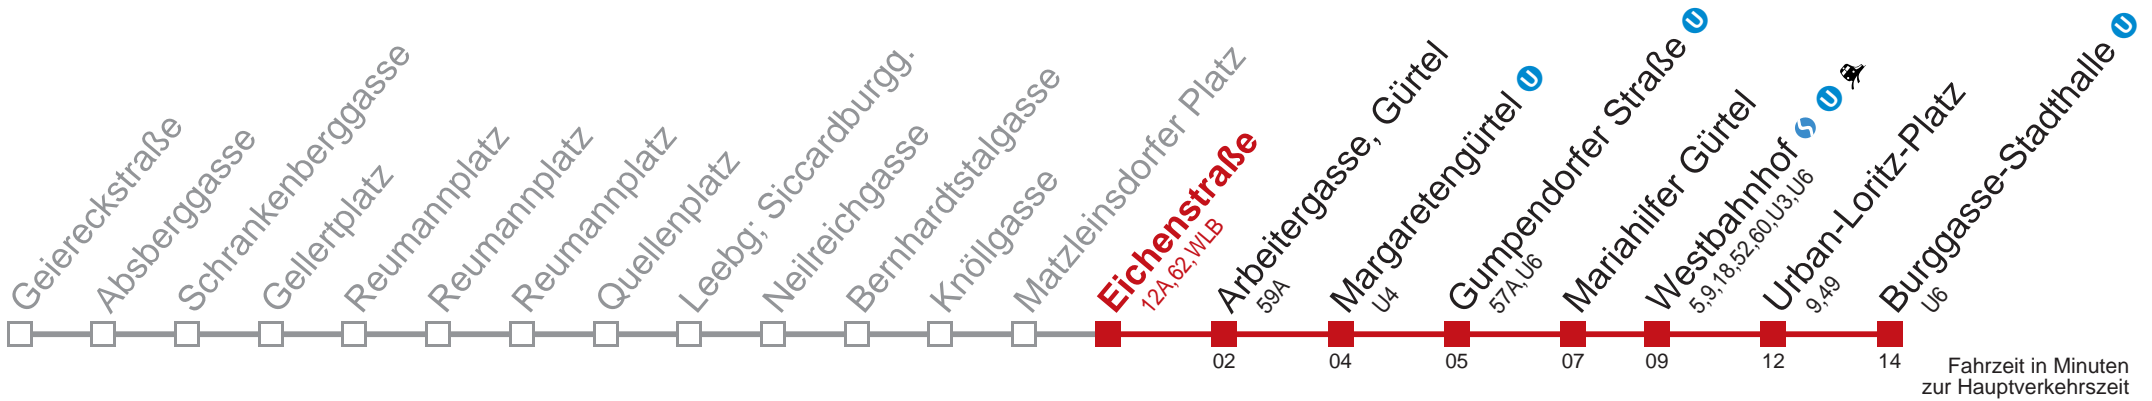 Geiereckstraße
Absberggasse
Schrankenberggasse
Gellertplatz
Reumannplatz
Reumannplatz
Reumannplatz
Quellenplatz
Leebg; Siccardburgg.
Neilreichgasse
Bernhardtstalgasse
Knöllgasse
Matzleinsdorfer Platz
Eichenstraße
12A,62,WLB
Arbeitergasse, Gürtel
59A
02
Margaretengürtel U
U4
04
Gumpendorfer Straße U
57A,U6
05
Mariahilfer Gürtel
07
Westbahnhof S U
5,9,18,52,60,U3,U6
09
Urban-Loritz-Platz
9,49
12
Burggasse-Stadthalle U
U6
14
Fahrzeit in Minuten
zur Hauptverkehrszeit